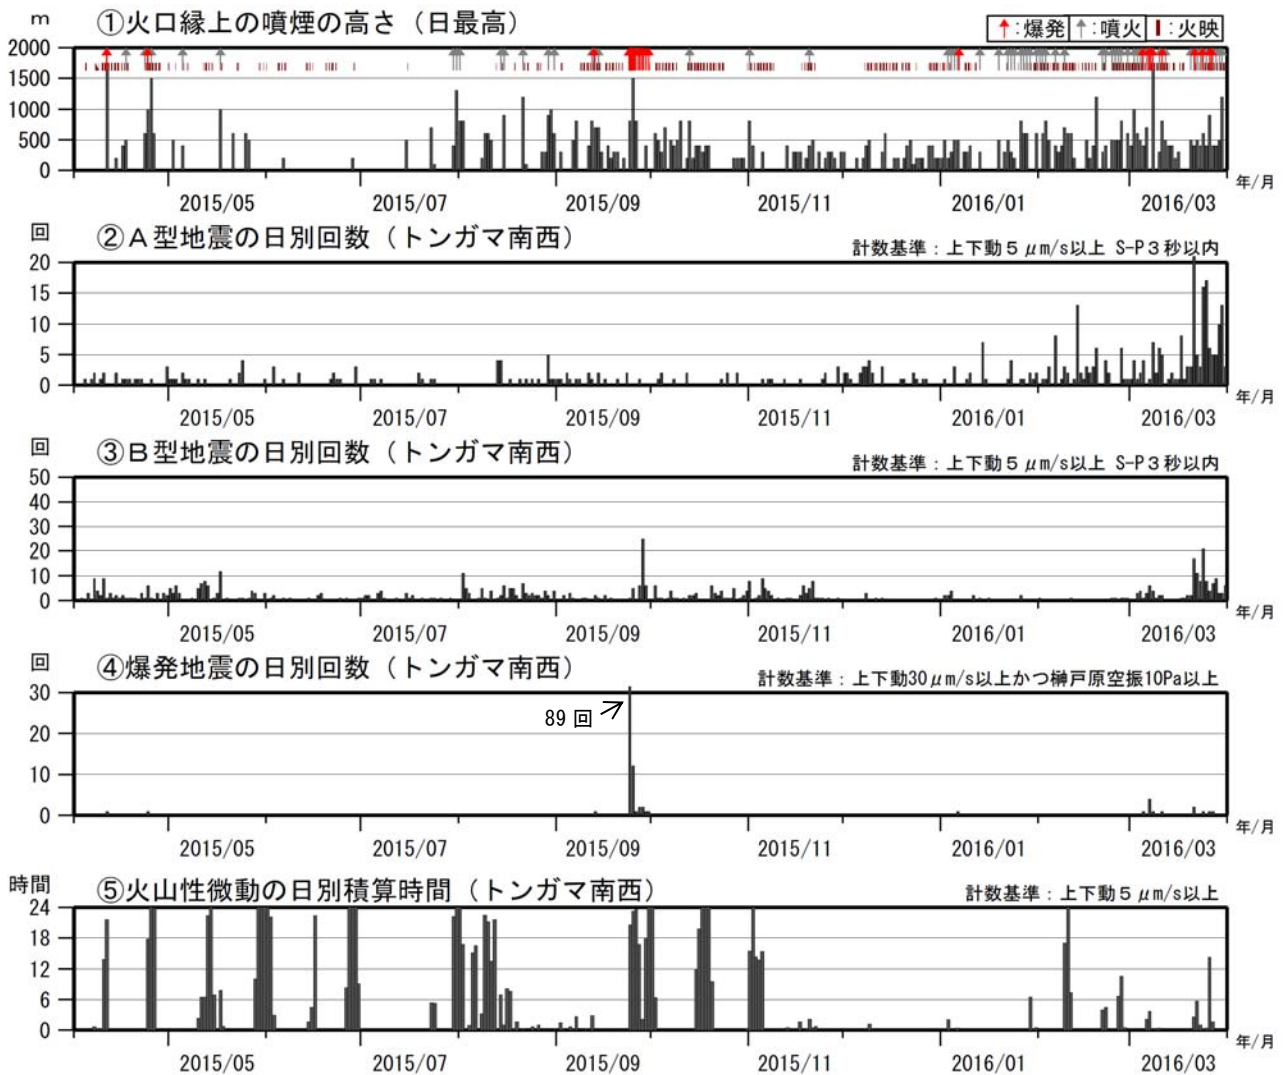 m ①火口縁上の噴煙の高さ（日最高） ↑:爆発 ↑:噴火 ｜:火映
2000
1500
1000
500
0
2015/05 2015/07 2015/09 2015/11 2016/01 2016/03 年/月
回 ②Ａ型地震の日別回数（トンガマ南西） 計数基準：上下動５μm/s以上 S-P３秒以内
20
15
10
5
0
2015/05 2015/07 2015/09 2015/11 2016/01 2016/03 年/月
回 ③Ｂ型地震の日別回数（トンガマ南西） 計数基準：上下動５μm/s以上 S-P３秒以内
50
40
30
20
10
0
2015/05 2015/07 2015/09 2015/11 2016/01 2016/03 年/月
回 ④爆発地震の日別回数（トンガマ南西） 計数基準：上下動30μm/s以上かつ榊戸原空振10Pa以上
30
89 回
20
10
0
2015/05 2015/07 2015/09 2015/11 2016/01 2016/03 年/月
時間 ⑤火山性微動の日別積算時間（トンガマ南西） 計数基準：上下動５μm/s以上
24
18
12
6
0
2015/05 2015/07 2015/09 2015/11 2016/01 2016/03 年/月